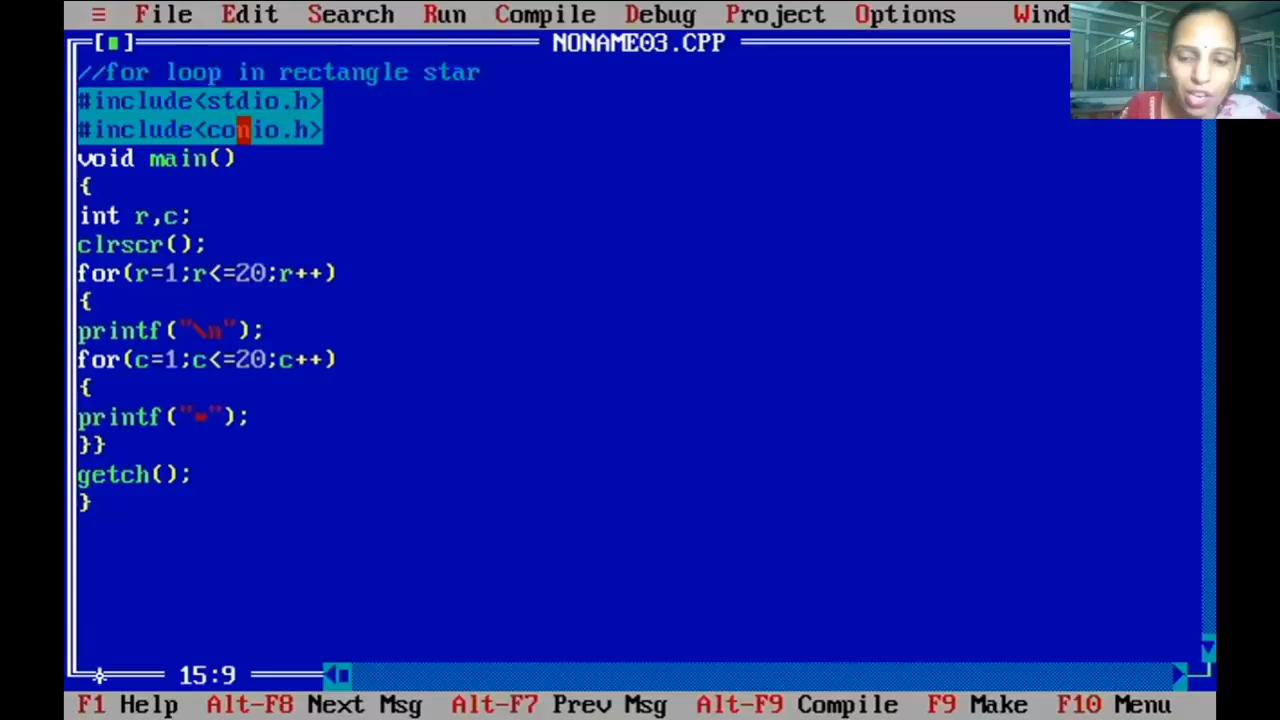 ≡ File Edit Search Run Compile Debug Project Options Wind
[■] NONAME03.CPP
//for loop in rectangle star
#include<stdio.h>
#include<conio.h>
void main()
{
int r,c;
clrscr();
for(r=1;r<=20;r++)
{
printf("\n");
for(c=1;c<=20;c++)
{
printf("*");
}}
getch();
}
15:9
F1 Help Alt-F8 Next Msg Alt-F7 Prev Msg Alt-F9 Compile F9 Make F10 Menu